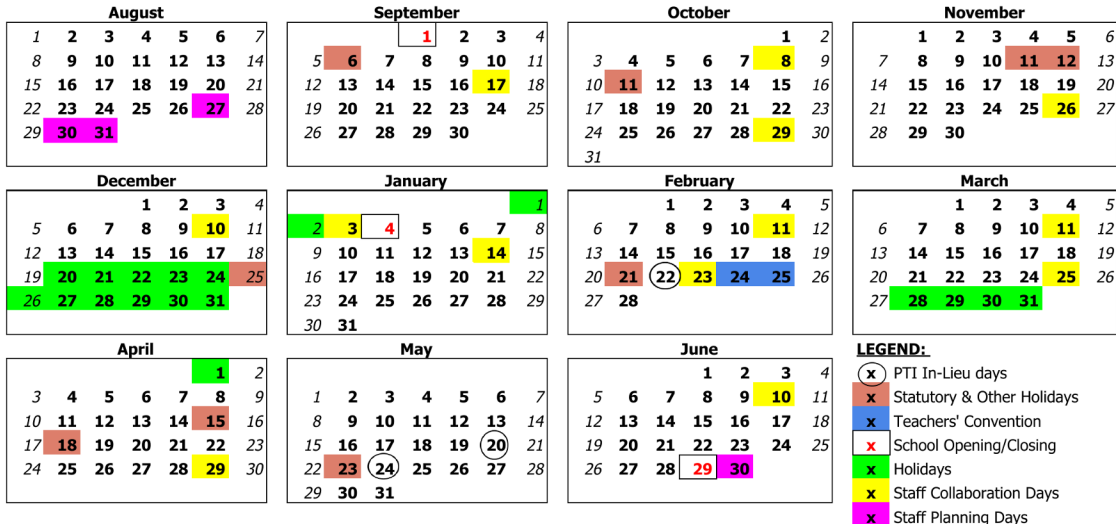 August
1 2 3 4 5 6 7
8 9 10 11 12 13 14
15 16 17 18 19 20 21
22 23 24 25 26 27 28
29 30 31
September
1 2 3 4
5 6 7 8 9 10 11
12 13 14 15 16 17 18
19 20 21 22 23 24 25
26 27 28 29 30
October
1 2
3 4 5 6 7 8 9
10 11 12 13 14 15 16
17 18 19 20 21 22 23
24 25 26 27 28 29 30
31
November
1 2 3 4 5 6
7 8 9 10 11 12 13
14 15 16 17 18 19 20
21 22 23 24 25 26 27
28 29 30
December
1 2 3 4
5 6 7 8 9 10 11
12 13 14 15 16 17 18
19 20 21 22 23 24 25
26 27 28 29 30 31
January
1
2 3 4 5 6 7 8
9 10 11 12 13 14 15
16 17 18 19 20 21 22
23 24 25 26 27 28 29
30 31
February
1 2 3 4 5
6 7 8 9 10 11 12
13 14 15 16 17 18 19
20 21 22 23 24 25 26
27 28
March
1 2 3 4 5
6 7 8 9 10 11 12
13 14 15 16 17 18 19
20 21 22 23 24 25 26
27 28 29 30 31
April
1 2
3 4 5 6 7 8 9
10 11 12 13 14 15 16
17 18 19 20 21 22 23
24 25 26 27 28 29 30
May
1 2 3 4 5 6 7
8 9 10 11 12 13 14
15 16 17 18 19 20 21
22 23 24 25 26 27 28
29 30 31
June
1 2 3 4
5 6 7 8 9 10 11
12 13 14 15 16 17 18
19 20 21 22 23 24 25
26 27 28 29 30
LEGEND:
x PTI In-Lieu days
x Statutory & Other Holidays
x Teachers' Convention
x School Opening/Closing
x Holidays
x Staff Collaboration Days
x Staff Planning Days